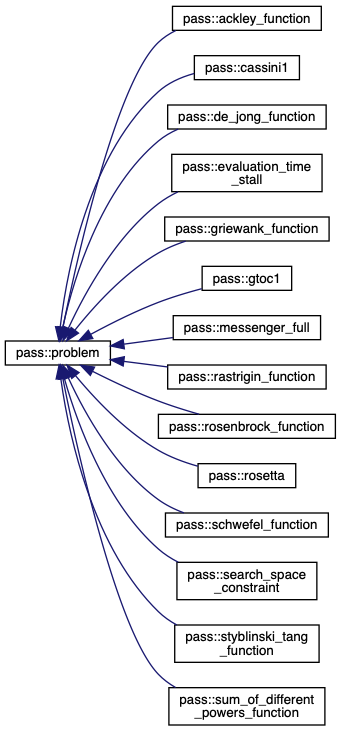 pass::ackley_function
pass::cassini1
pass::de_jong_function
pass::evaluation_time
_stall
pass::griewank_function
pass::gtoc1
pass::problem
pass::messenger_full
pass::rastrigin_function
pass::rosenbrock_function
pass::rosetta
pass::schwefel_function
pass::search_space
_constraint
pass::styblinski_tang
_function
pass::sum_of_different
_powers_function